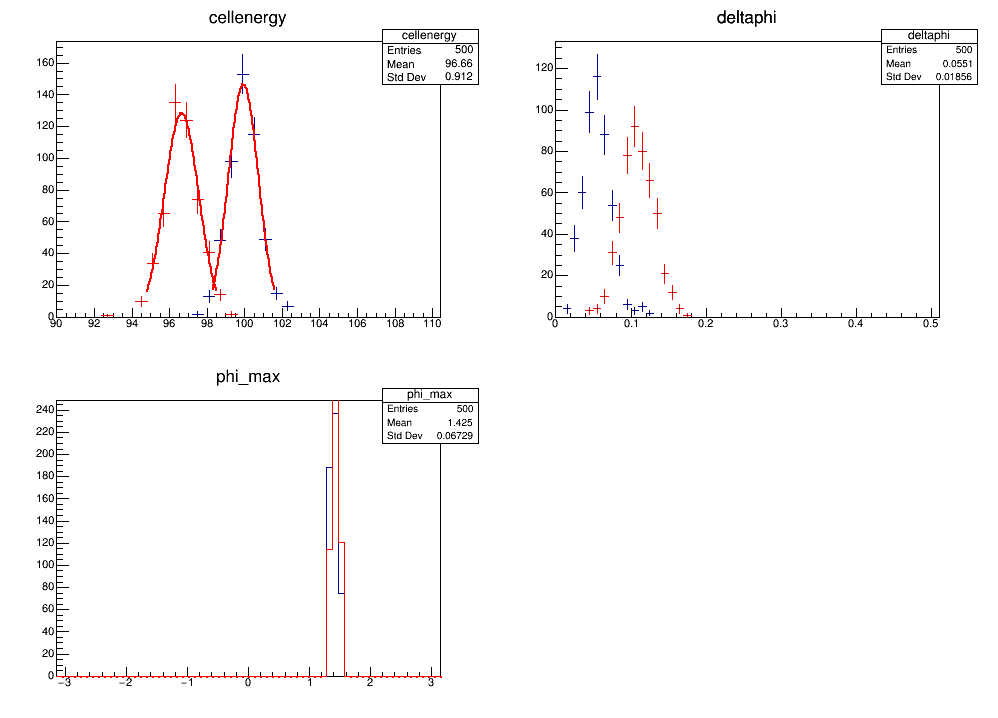 cellenergy
cellenergy
Entries 500
Mean 96.66
Std Dev 0.912
160
140
120
100
80
60
40
20
0
90 92 94 96 98 100 102 104 106 108 110
deltaphi
deltaphi
Entries 500
Mean 0.0551
Std Dev 0.01856
120
100
80
60
40
20
0
0 0.1 0.2 0.3 0.4 0.5
phi_max
phi_max
Entries 500
Mean 1.425
Std Dev 0.06729
240
220
200
180
160
140
120
100
80
60
40
20
0
−3 −2 −1 0 1 2 3